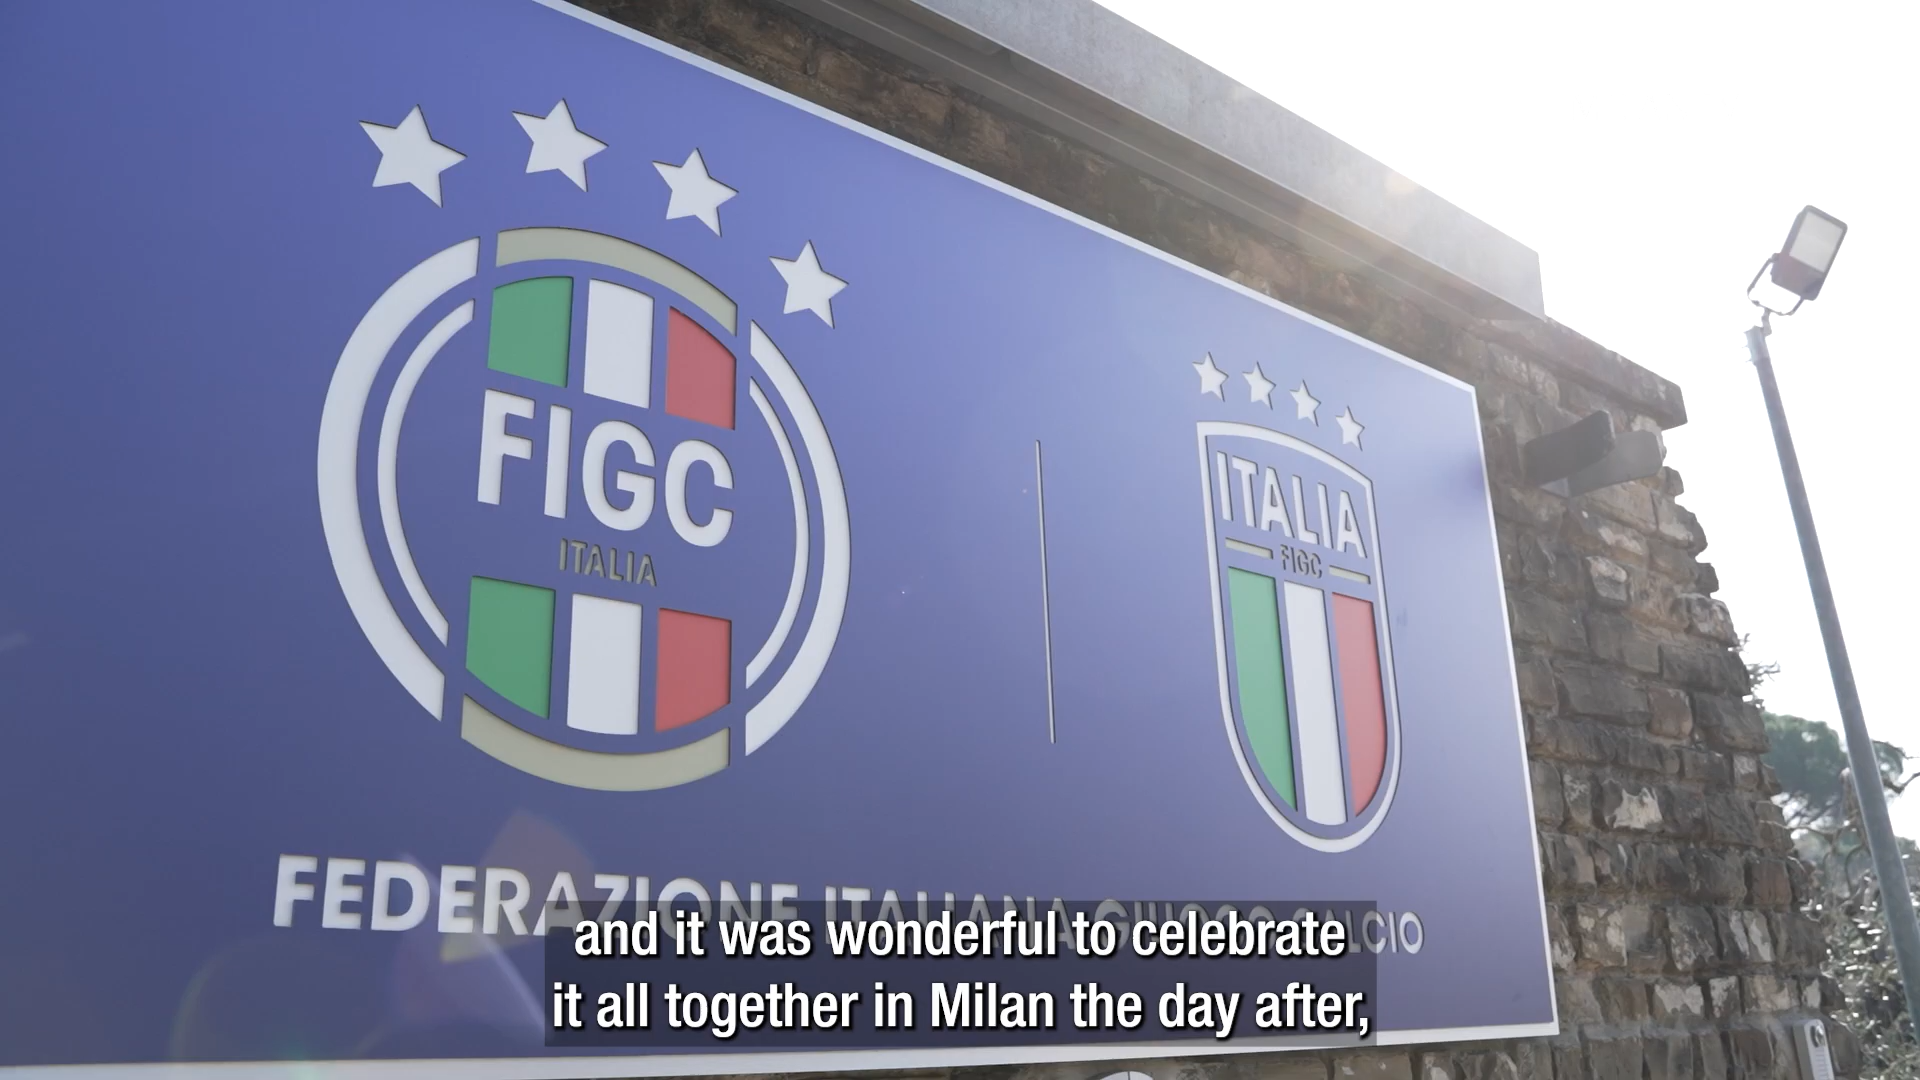 FIGC
ITALIA
ITALIA
FIGC
FEDERAZIONE ITALIANA GIUOCO CALCIO
and it was wonderful to celebrate
it all together in Milan the day after,